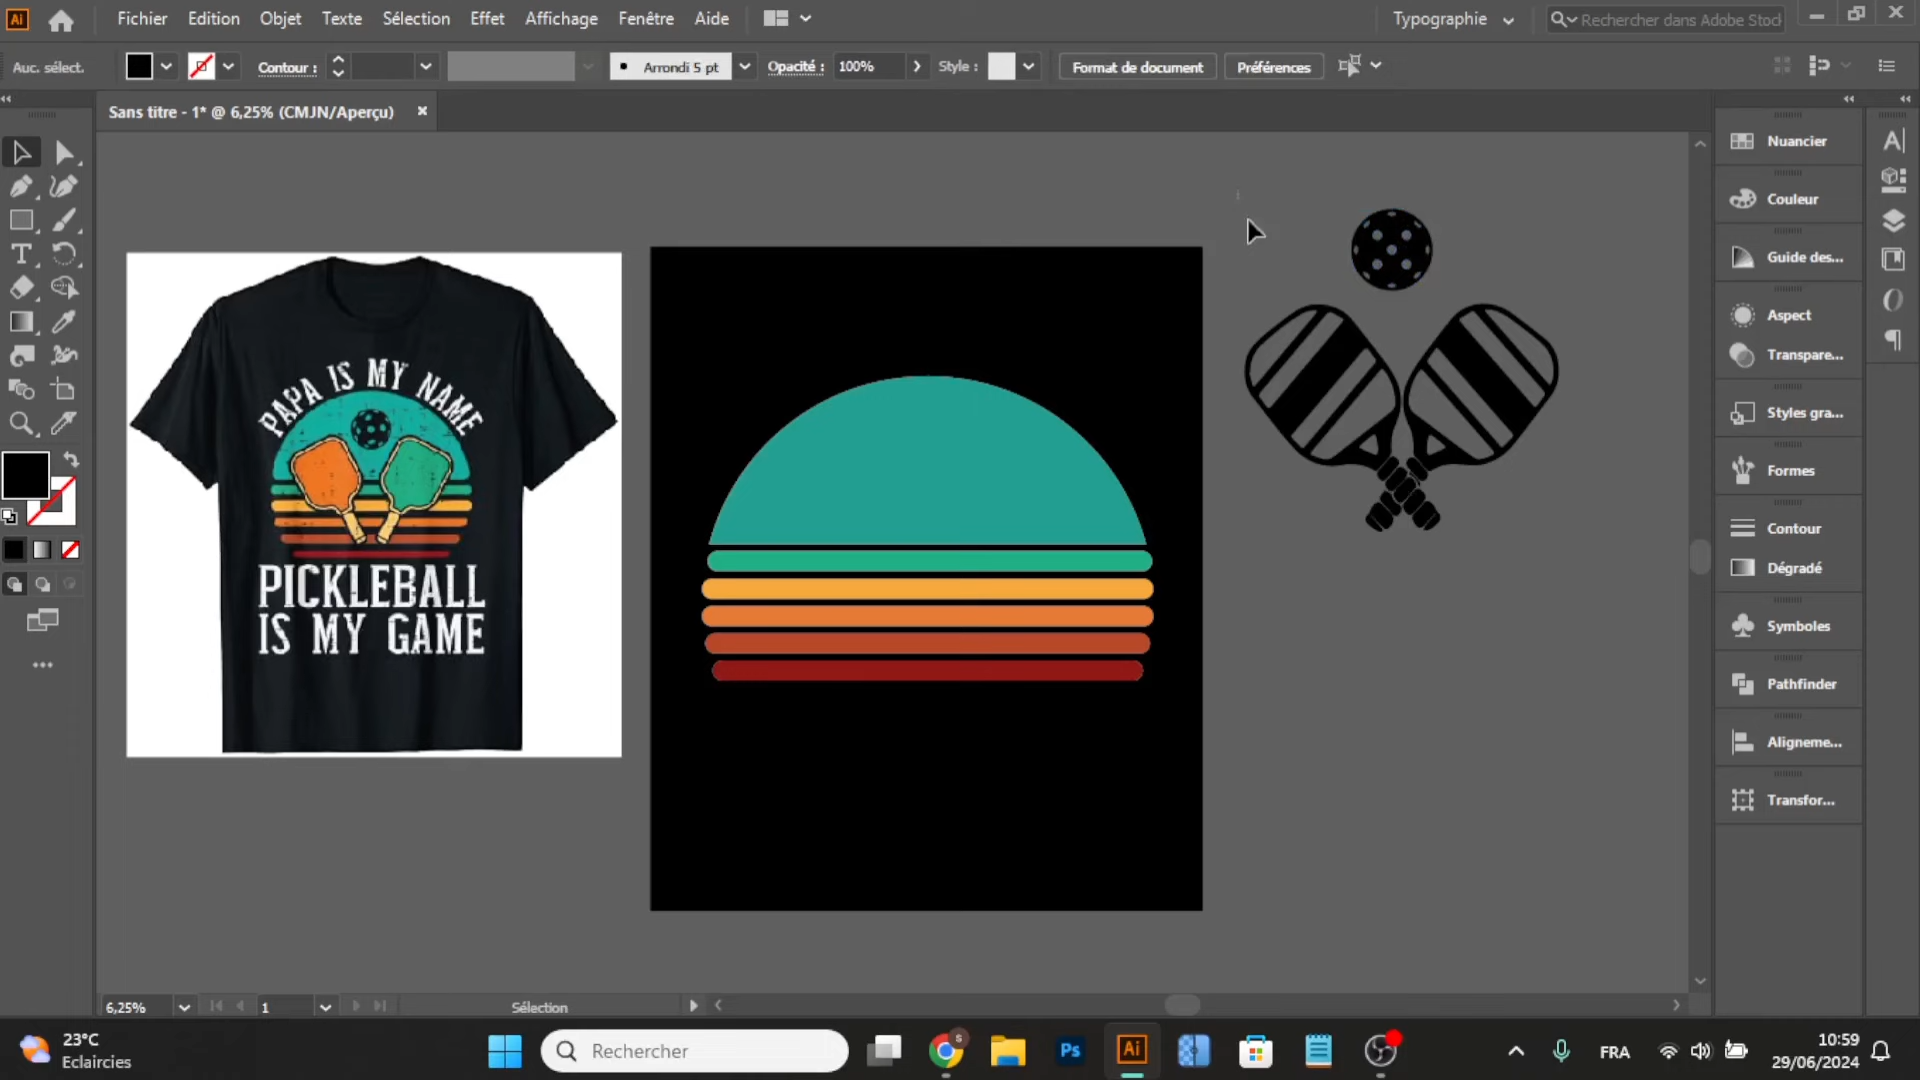 Ai Fichier Edition Objet Texte Sélection Effet Affichage Fenêtre Aide Typographie Rechercher dans Adobe Stock
Auc. sélect. Contour : Arrondi 5 pt Opacité : 100% Style : Format de document Préférences
Sans titre - 1* @ 6,25% (CMJN/Aperçu)
Nuancier
Couleur
Guide des...
Aspect
Transpare...
Styles gra...
Formes
Contour
Dégradé
Symboles
Pathfinder
Aligneme...
Transfor...
PAPA IS MY NAME
PICKLEBALL
IS MY GAME
6,25% 1 Sélection
23°C
Eclaircies
Rechercher
Ps
Ai
FRA
10:59
29/06/2024